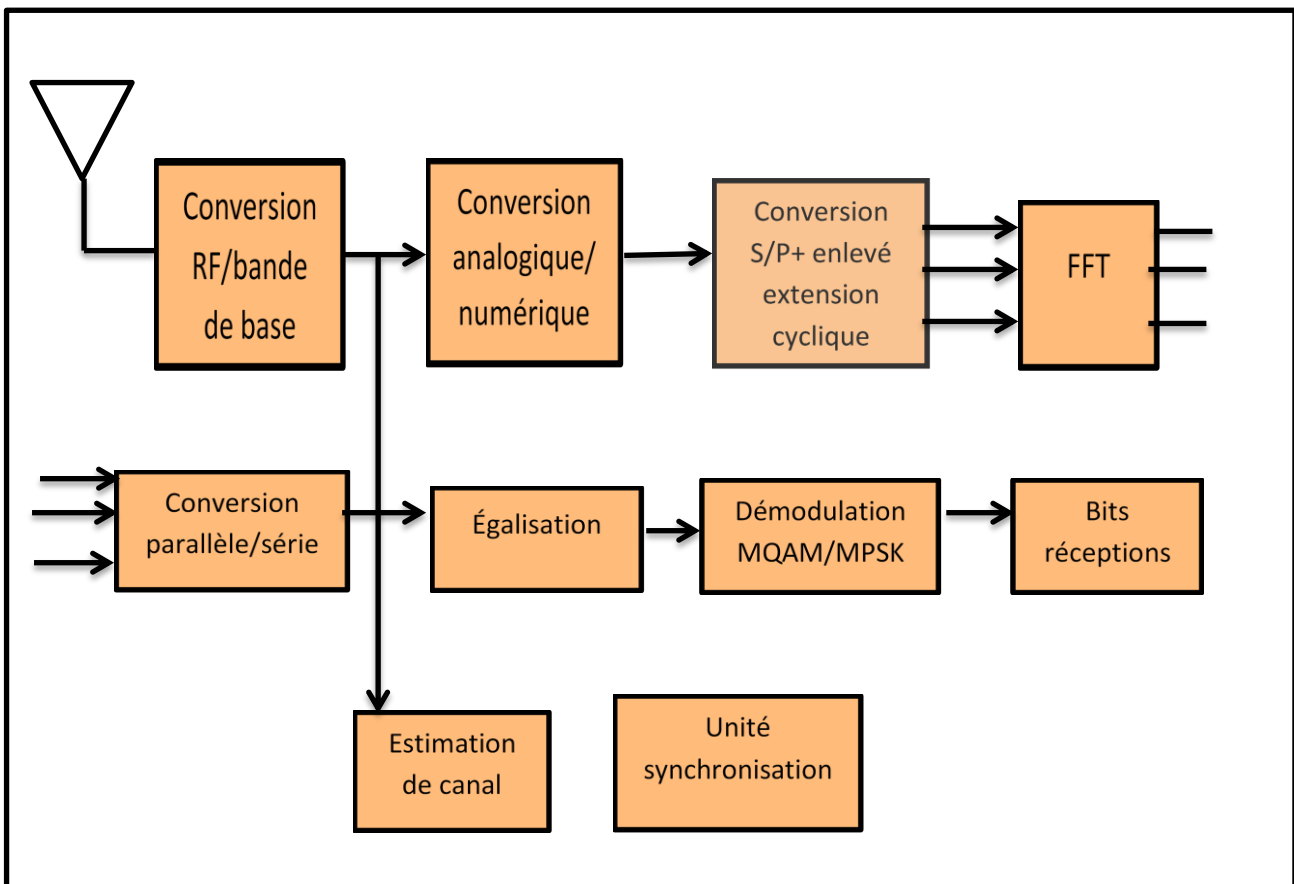 Conversion
RF/bande
de base
Conversion
analogique/
numérique
Conversion
S/P+ enlevé
extension
cyclique
FFT
Conversion
parallèle/série
Égalisation
Démodulation
MQAM/MPSK
Bits
réceptions
Estimation
de canal
Unité
synchronisation